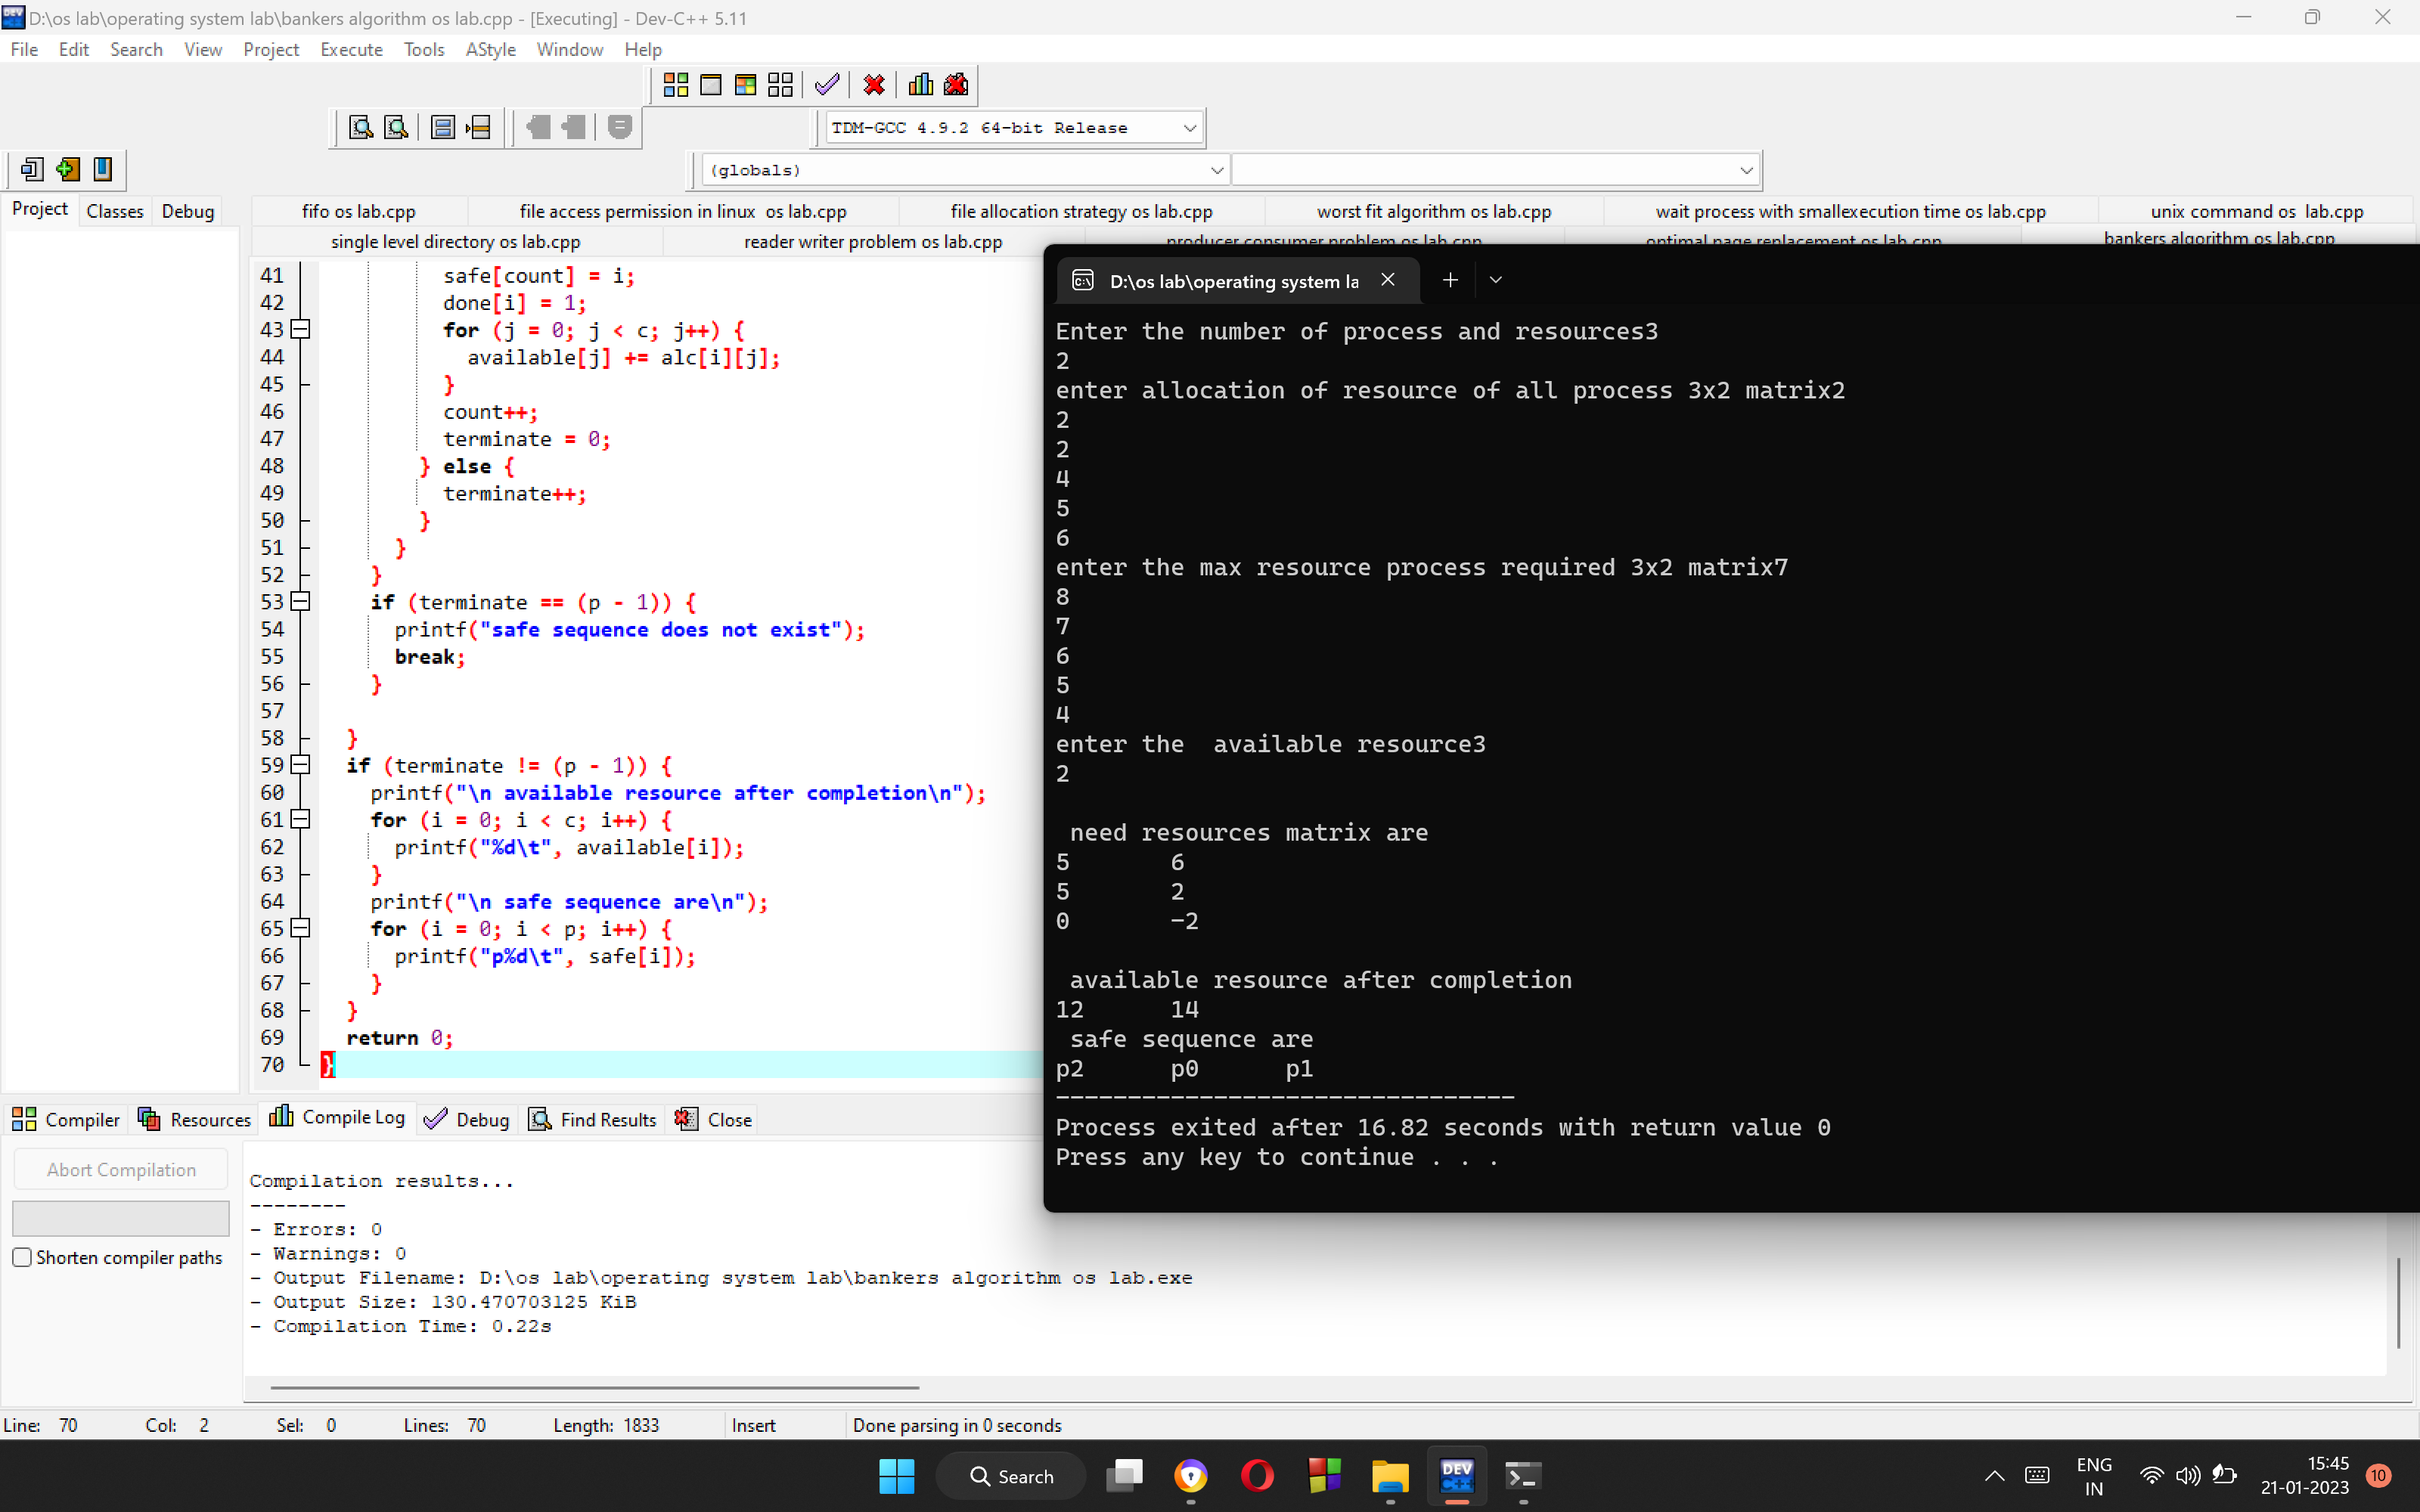 D:\os lab\operating system lab\bankers algorithm os lab.cpp - [Executing] - Dev-C++ 5.11
File Edit Search View Project Execute Tools AStyle Window Help
TDM-GCC 4.9.2 64-bit Release
(globals)
Project Classes Debug
fifo os lab.cpp file access permission in linux os lab.cpp file allocation strategy os lab.cpp worst fit algorithm os lab.cpp wait process with smallexecution time os lab.cpp unix command os lab.cpp
single level directory os lab.cpp reader writer problem os lab.cpp producer consumer problem os lab.cpp optimal page replacement os lab.cpp bankers algorithm os lab.cpp
41 safe[count] = i;
42 done[i] = 1;
43 for (j = 0; j < c; j++) {
44 available[j] += alc[i][j];
45 }
46 count++;
47 terminate = 0;
48 } else {
49 terminate++;
50 }
51 }
52 }
53 if (terminate == (p - 1)) {
54 printf("safe sequence does not exist");
55 break;
56 }
57
58 }
59 if (terminate != (p - 1)) {
60 printf("\n available resource after completion\n");
61 for (i = 0; i < c; i++) {
62 printf("%d\t", available[i]);
63 }
64 printf("\n safe sequence are\n");
65 for (i = 0; i < p; i++) {
66 printf("p%d\t", safe[i]);
67 }
68 }
69 return 0;
70 }
D:\os lab\operating system la
Enter the number of process and resources3
2
enter allocation of resource of all process 3x2 matrix2
2
2
4
5
6
enter the max resource process required 3x2 matrix7
8
7
6
5
4
enter the  available resource3
2
need resources matrix are
5 6
5 2
0 -2
available resource after completion
12 14
safe sequence are
p2 p0 p1
--------------------------------
Process exited after 16.82 seconds with return value 0
Press any key to continue . . .
Compiler Resources Compile Log Debug Find Results Close
Abort Compilation
Shorten compiler paths
Compilation results...
--------
- Errors: 0
- Warnings: 0
- Output Filename: D:\os lab\operating system lab\bankers algorithm os lab.exe
- Output Size: 130.470703125 KiB
- Compilation Time: 0.22s
Line: 70 Col: 2 Sel: 0 Lines: 70 Length: 1833 Insert Done parsing in 0 seconds
Search
DEV C++
ENG
IN
15:45
21-01-2023
10